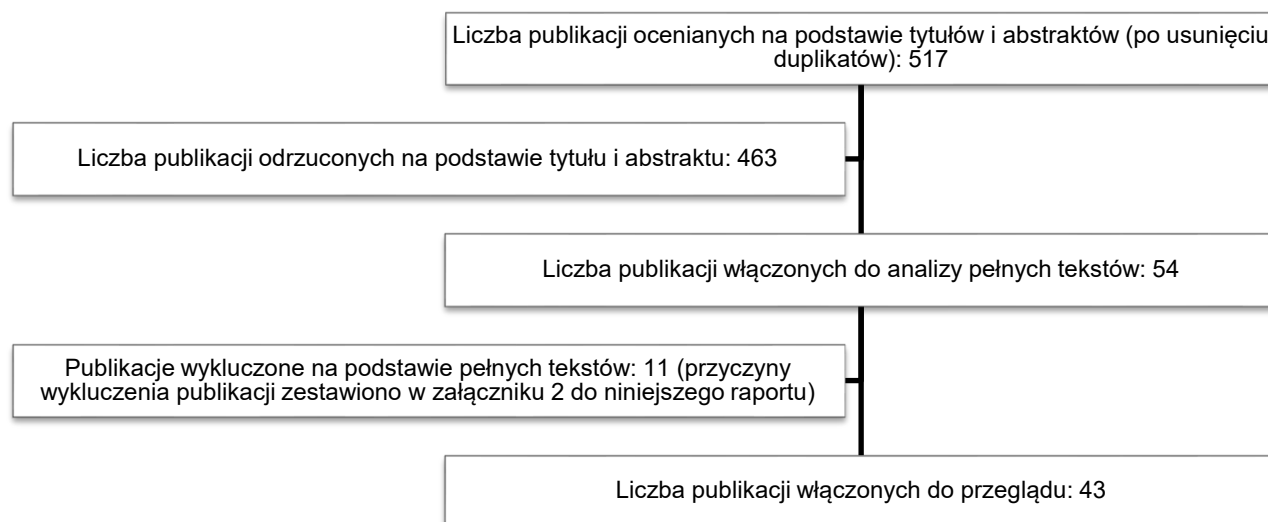 Liczba publikacji ocenianych na podstawie tytułów i abstraktów (po usunięciu
duplikatów): 517
Liczba publikacji odrzuconych na podstawie tytułu i abstraktu: 463
Liczba publikacji włączonych do analizy pełnych tekstów: 54
Publikacje wykluczone na podstawie pełnych tekstów: 11 (przyczyny
wykluczenia publikacji zestawiono w załączniku 2 do niniejszego raportu)
Liczba publikacji włączonych do przeglądu: 43